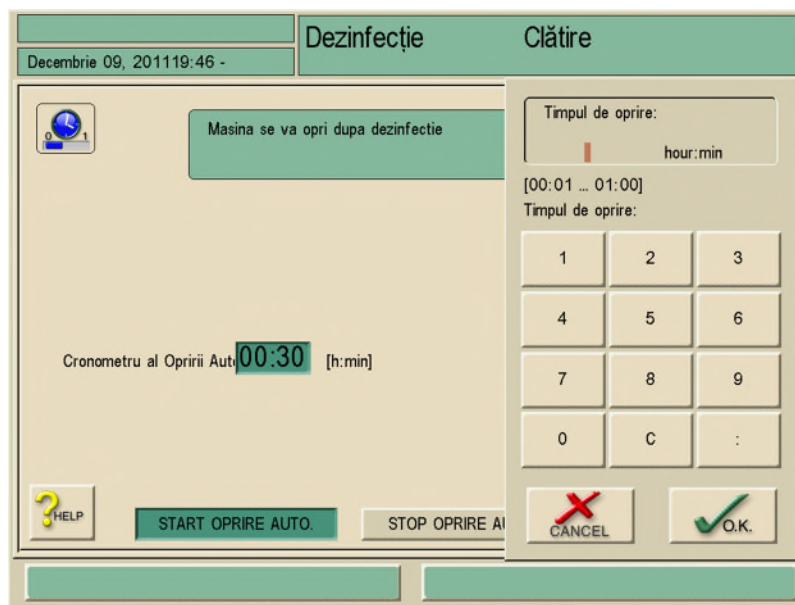 Dezinfecție Clătire
Decembrie 09, 201119:46 -
Masina se va opri dupa dezinfectie
Timpul de oprire:
hour:min
[00:01 ... 01:00]
Timpul de oprire:
1 2 3
4 5 6
7 8 9
0 C :
Cronometru al Opririi Aut 00:30 [h:min]
0 1
HELP
START OPRIRE AUTO.
STOP OPRIRE A
CANCEL
O.K.